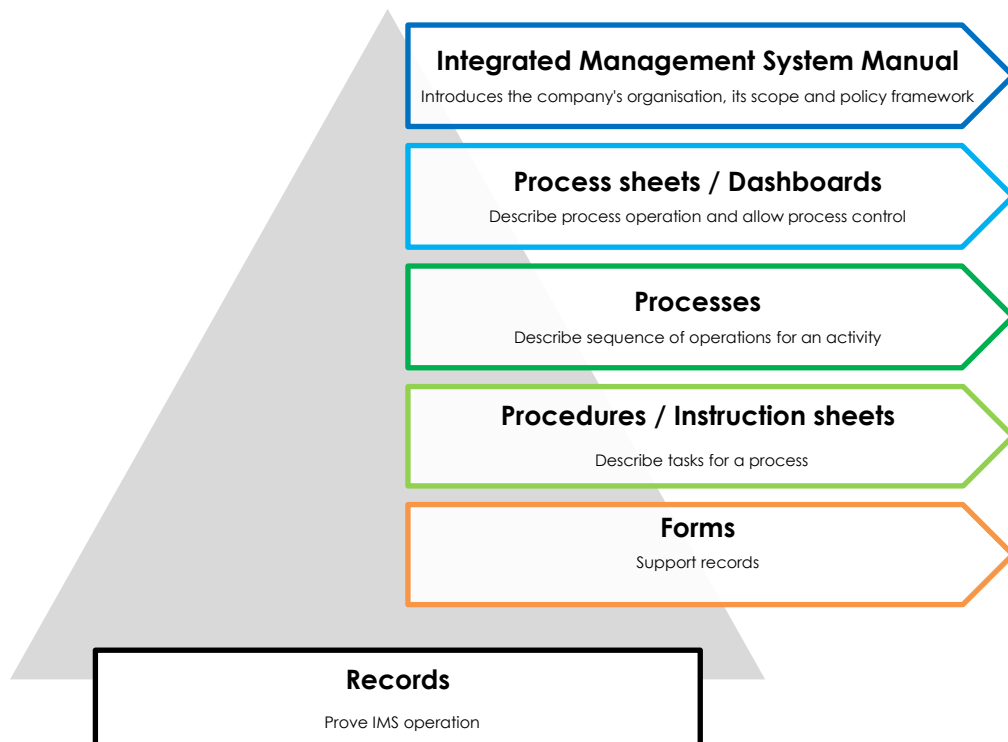 Integrated Management System Manual
Introduces the company's organisation, its scope and policy framework
Process sheets / Dashboards
Describe process operation and allow process control
Processes
Describe sequence of operations for an activity
Procedures / Instruction sheets
Describe tasks for a process
Forms
Support records
Records
Prove IMS operation